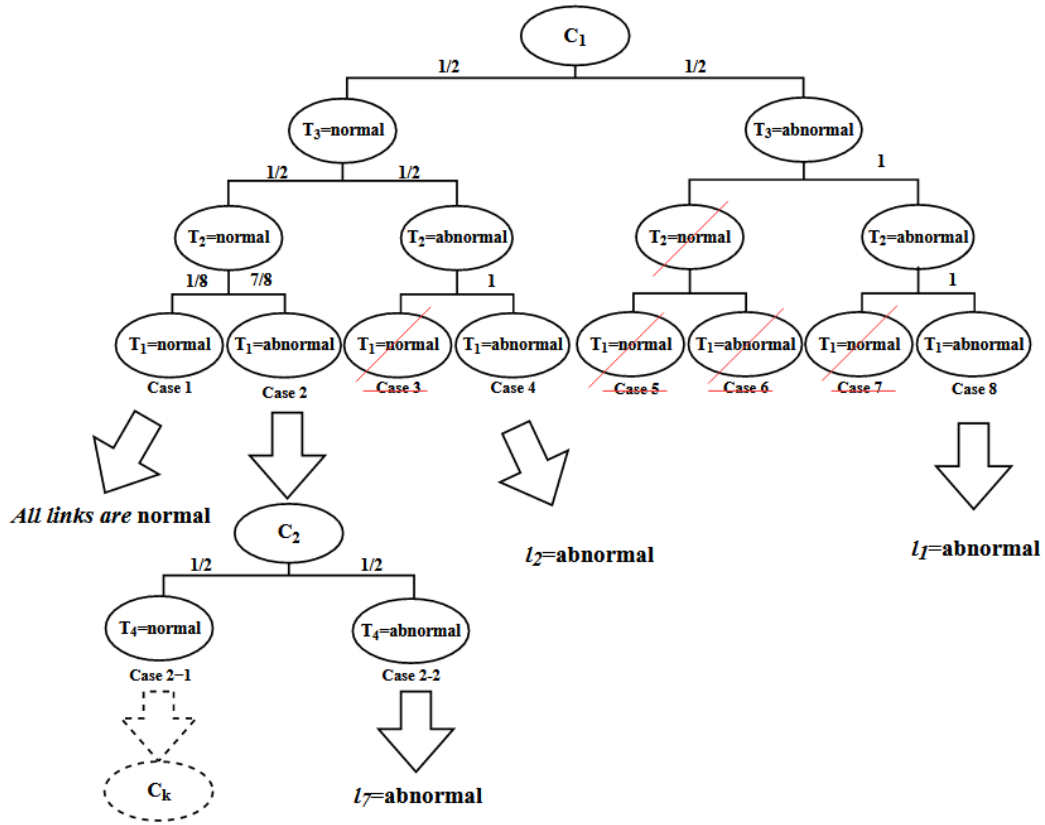 C1
1/2 1/2
T3=normal T3=abnormal
1/2 1/2 1
T2=normal T2=abnormal T2=normal T2=abnormal
1/8 7/8 1 1
T1=normal T1=abnormal T1=normal T1=abnormal T1=normal T1=abnormal T1=normal T1=abnormal
Case 1 Case 2 Case 3 Case 4 Case 5 Case 6 Case 7 Case 8
All links are normal
C2
l2=abnormal
l1=abnormal
1/2 1/2
T4=normal T4=abnormal
Case 2−1 Case 2-2
Ck
l7=abnormal